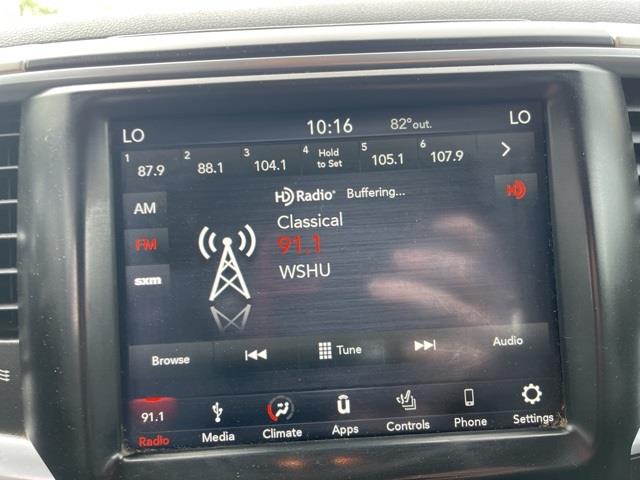 LO 10:16 82° out. LO
1 87.9 2 88.1 3 104.1 4 Hold to Set 5 105.1 6 107.9
HD Radio Buffering...
AM Classical
FM 91.1
sxm WSHU
Browse Tune Audio
91.1
Radio Media Climate Apps Controls Phone Settings